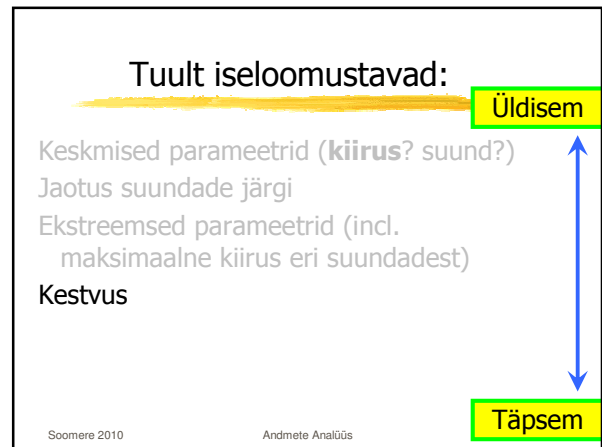 Tuult iseloomustavad:
Üldisem
Keskmised parameetrid (kiirus? suund?)
Jaotus suundade järgi
Ekstreemsed parameetrid (incl.
maksimaalne kiirus eri suundadest)
Kestvus
Täpsem
Soomere 2010
Andmete Analüüs